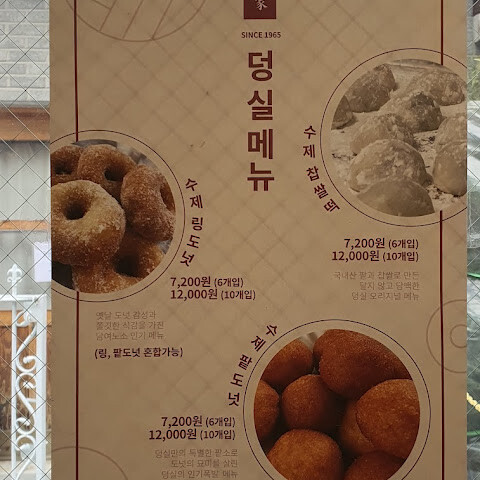 家
SINCE 1965
덩실메뉴
수제 찹쌀떡
7,200원 (6개입)
12,000원 (10개입)
국내산 팥과 찹쌀로 만든
달지 않고 담백한
덩실 오리지널 메뉴
수제 링도넛
7,200원 (6개입)
12,000원 (10개입)
옛날 도넛 감성과
쫄깃한 식감을 가진
남녀노소 인기 메뉴
(링, 팥도넛 혼합가능)
수제 팥도넛
7,200원 (6개입)
12,000원 (10개입)
덩실만의 특별한 팥소로
도넛의 묘미를 살린
덩실의 인기폭발 메뉴